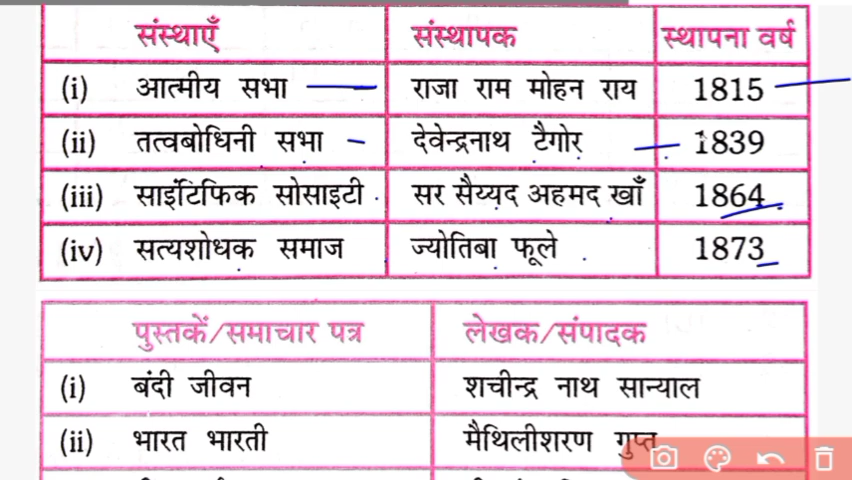 संस्थाएँ संस्थापक स्थापना वर्ष
(i) आत्मीय सभा राजा राम मोहन राय 1815
(ii) तत्वबोधिनी सभा देवेन्द्रनाथ टैगोर 1839
(iii) साइंटिफिक सोसाइटी सर सैय्यद अहमद खाँ 1864
(iv) सत्यशोधक समाज ज्योतिबा फूले 1873
पुस्तकें/समाचार पत्र लेखक/संपादक
(i) बंदी जीवन शचीन्द्र नाथ सान्याल
(ii) भारत भारती मैथिलीशरण गुप्त